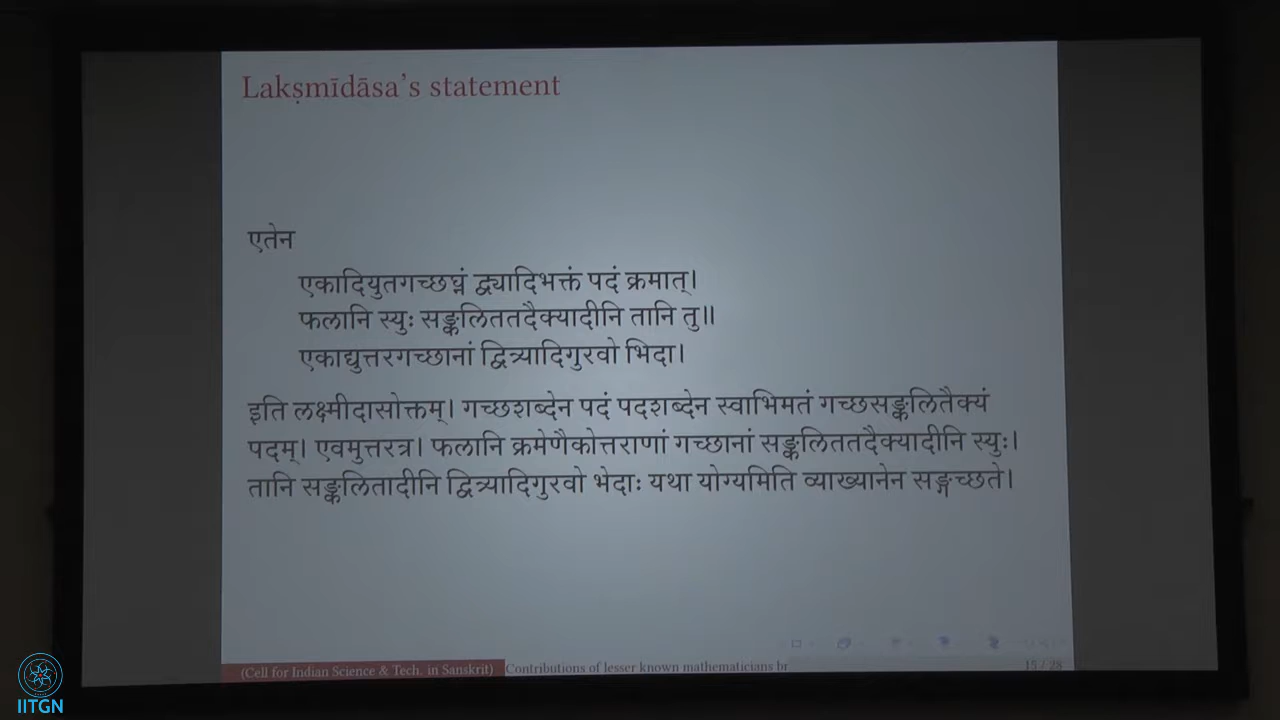 Lakṣmīdāsa's statement
एतेन
एकादियुतगच्छघ्नं द्व्यादिभक्तं पदं क्रमात्।
फलानि स्युः सङ्कलिततदैक्यादीनि तानि तु॥
एकाद्युत्तरगच्छानां द्वित्र्यादिगुरवो भिदा।
इति लक्ष्मीदासोक्तम्। गच्छशब्देन पदं पदशब्देन स्वाभिमतं गच्छसङ्कलितैक्यं
पदम्। एवमुत्तरत्र। फलानि क्रमेणैकोत्तराणां गच्छानां सङ्कलिततदैक्यादीनि स्युः।
तानि सङ्कलितादीनि द्वित्र्यादिगुरवो भेदाः यथा योग्यमिति व्याख्यानेन सङ्गच्छते।
(Cell for Indian Science & Tech. in Sanskrit) Contributions of lesser known mathematicians br 15 / 28
IITGN